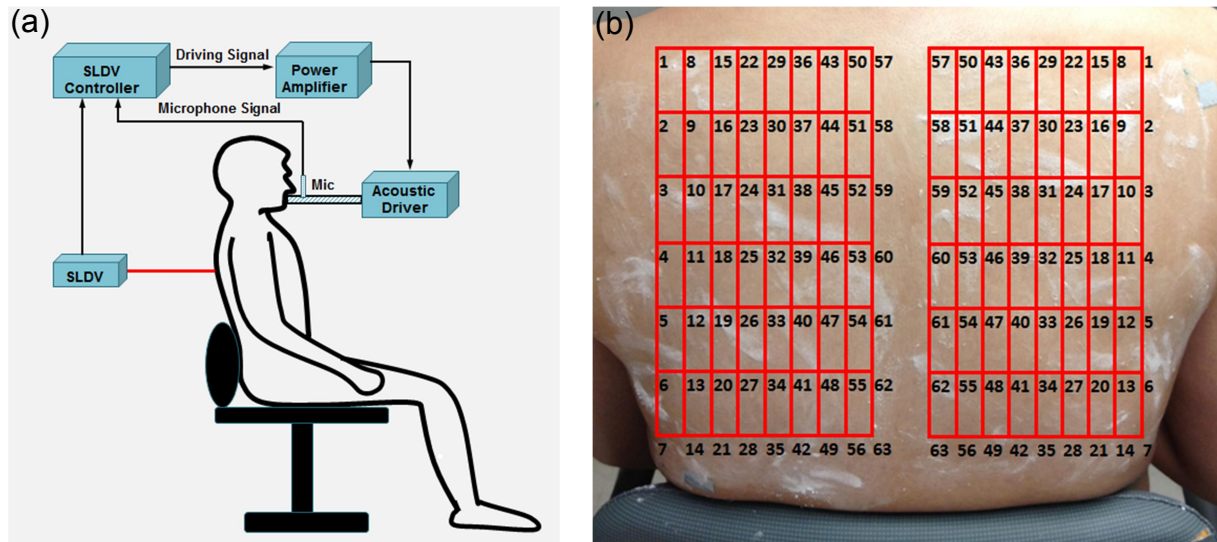 (a)
SLDV
Controller
Driving Signal
Power
Amplifier
Microphone Signal
Mic
Acoustic
Driver
SLDV
(b)
1 8 15 22 29 36 43 50 57
57 50 43 36 29 22 15 8 1
2 9 16 23 30 37 44 51 58
58 51 44 37 30 23 16 9 2
3 10 17 24 31 38 45 52 59
59 52 45 38 31 24 17 10 3
4 11 18 25 32 39 46 53 60
60 53 46 39 32 25 18 11 4
5 12 19 26 33 40 47 54 61
61 54 47 40 33 26 19 12 5
6 13 20 27 34 41 48 55 62
62 55 48 41 34 27 20 13 6
7 14 21 28 35 42 49 56 63
63 56 49 42 35 28 21 14 7